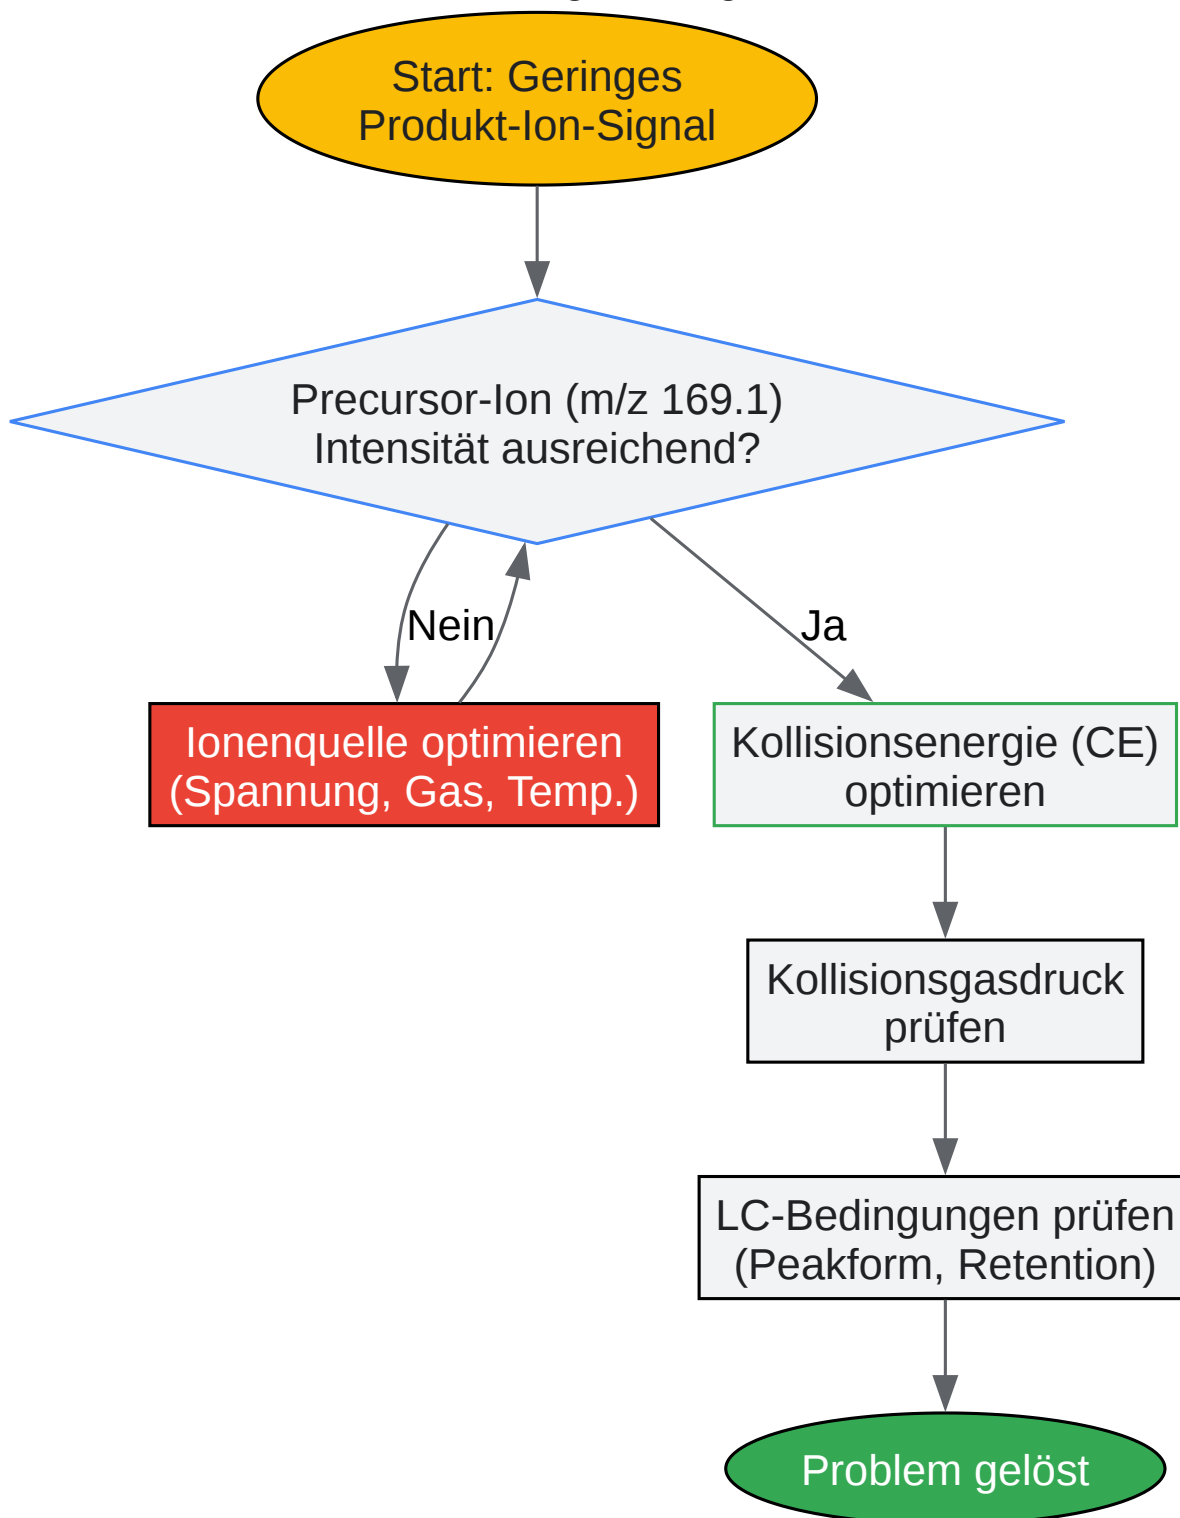 Start: Geringes
Produkt-Ion-Signal
Precursor-Ion (m/z 169.1)
Intensität ausreichend?
Nein
Ja
Ionenquelle optimieren
(Spannung, Gas, Temp.)
Kollisionsenergie (CE)
optimieren
Kollisionsgasdruck
prüfen
LC-Bedingungen prüfen
(Peakform, Retention)
Problem gelöst